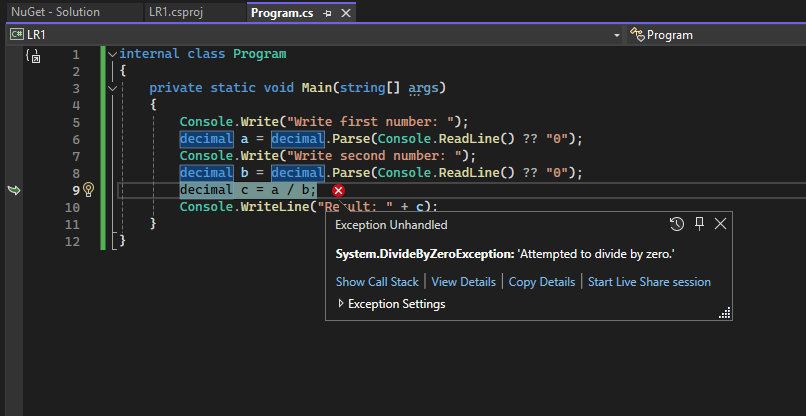 NuGet - Solution LR1.csproj Program.cs
C# LR1 Program
1 internal class Program
2 {
3 private static void Main(string[] args)
4 {
5 Console.Write("Write first number: ");
6 decimal a = decimal.Parse(Console.ReadLine() ?? "0");
7 Console.Write("Write second number: ");
8 decimal b = decimal.Parse(Console.ReadLine() ?? "0");
9 decimal c = a / b;
10 Console.WriteLine("Result: " + c);
11 }
12 }
Exception Unhandled
System.DivideByZeroException: 'Attempted to divide by zero.'
Show Call Stack | View Details | Copy Details | Start Live Share session
Exception Settings